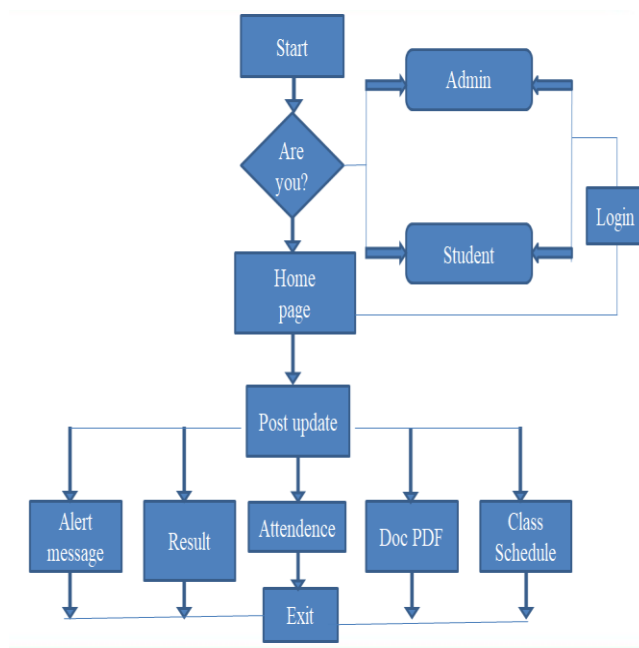 Start
Admin
Are
you?
Login
Student
Home
page
Post update
Alert
message
Result
Attendence
Doc PDF
Class
Schedule
Exit